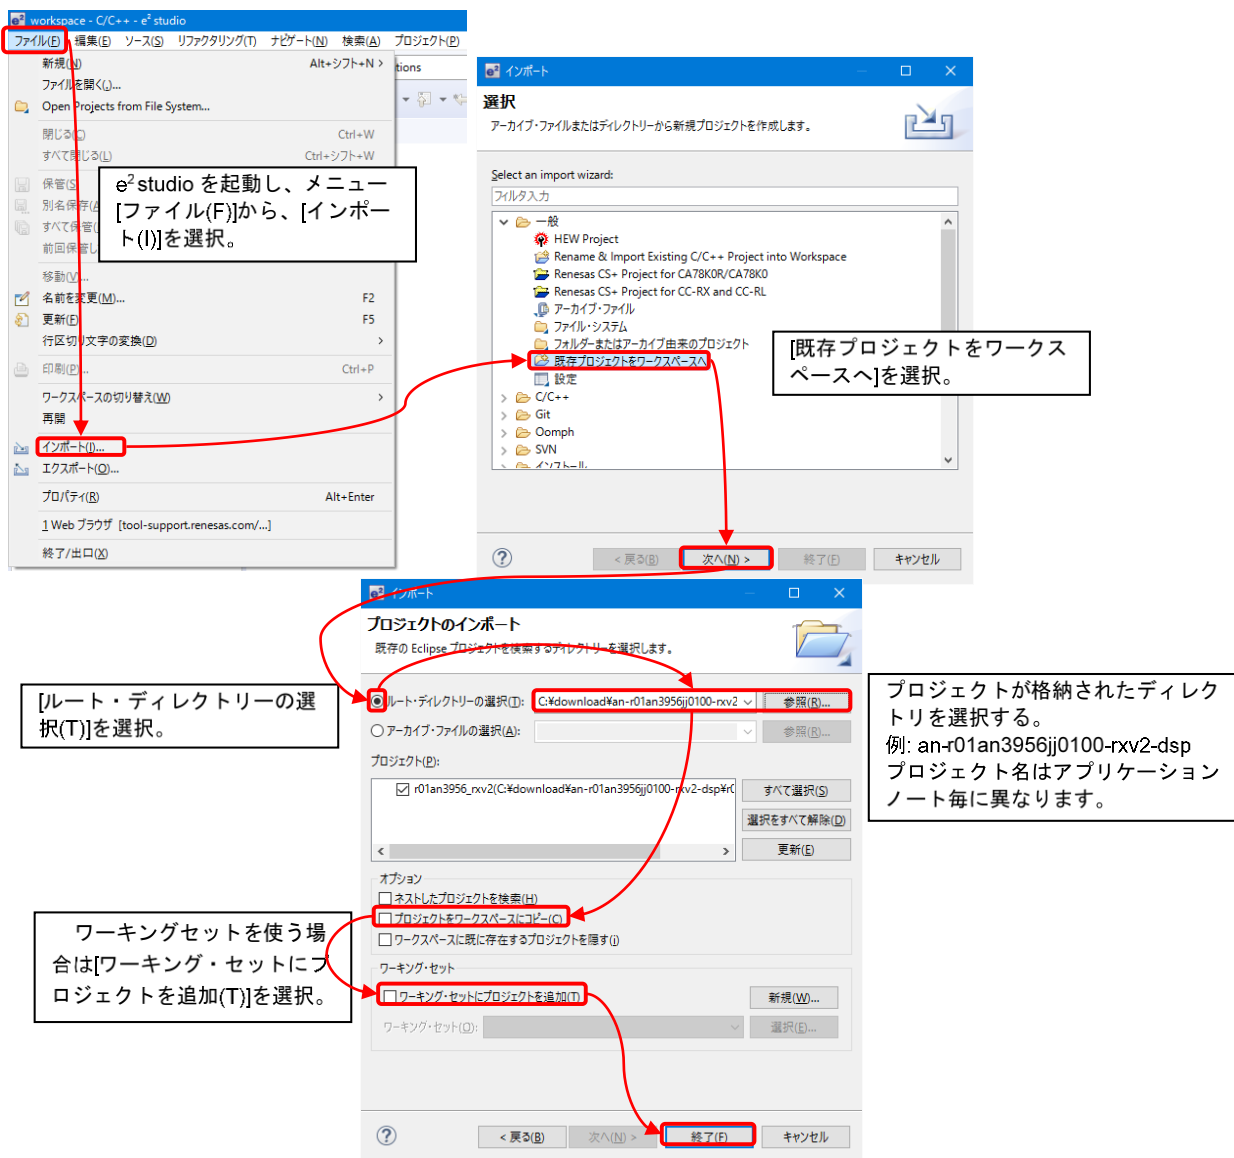 workspace - C/C++ - e² studio
ファイル(F) 編集(E) ソース(S) リファクタリング(T) ナビゲート(N) 検索(A) プロジェクト(P)
新規(N) Alt+シフト+N >
ファイルを開く(.)...
Open Projects from File System...
閉じる(C) Ctrl+W
すべて閉じる(L) Ctrl+シフト+W
保管(S
別名保存(A
すべて保管(
前回保管し
移動(V)...
名前を変更(M)... F2
更新(F) F5
行区切り文字の変換(D) >
印刷(P)... Ctrl+P
ワークスペースの切り替え(W) >
再開
インポート(I)...
エクスポート(O)...
プロパティ(R) Alt+Enter
1 Web ブラウザ [tool-support.renesas.com/...]
終了/出口(X)
tions
e² studio を起動し、メニュー
[ファイル(F)]から、[インポー
ト(I)]を選択。
インポート
選択
アーカイブ・ファイルまたはディレクトリーから新規プロジェクトを作成します。
Select an import wizard:
フィルタ入力
一般
HEW Project
Rename & Import Existing C/C++ Project into Workspace
Renesas CS+ Project for CA78K0R/CA78K0
Renesas CS+ Project for CC-RX and CC-RL
アーカイブ・ファイル
ファイル・システム
フォルダーまたはアーカイブ由来のプロジェクト
既存プロジェクトをワークスペースへ
設定
C/C++
Git
Oomph
SVN
インストール
[既存プロジェクトをワークス
ペースへ]を選択。
< 戻る(B) 次へ(N) > 終了(F) キャンセル
インポート
プロジェクトのインポート
既存の Eclipse プロジェクトを検索するディレクトリーを選択します。
[ルート・ディレクトリーの選
択(T)]を選択。
ルート・ディレクトリーの選択(T): C:¥download¥an-r01an3956jj0100-rxv2 参照(R)...
アーカイブ・ファイルの選択(A): 参照(R)...
プロジェクト(P):
r01an3956_rxv2(C:¥download¥an-r01an3956jj0100-rxv2-dsp¥r0
すべて選択(S)
選択をすべて解除(D)
更新(E)
プロジェクトが格納されたディレク
トリを選択する。
例: an-r01an3956jj0100-rxv2-dsp
プロジェクト名はアプリケーション
ノート毎に異なります。
オプション
ネストしたプロジェクトを検索(H)
プロジェクトをワークスペースにコピー(C)
ワークスペースに既に存在するプロジェクトを隠す(i)
ワーキングセットを使う場
合は[ワーキング・セットにプ
ロジェクトを追加(T)]を選択。
ワーキング・セット
ワーキング・セットにプロジェクトを追加(T) 新規(W)...
ワーキング・セット(O): 選択(E)...
< 戻る(B) 次へ(N) > 終了(F) キャンセル